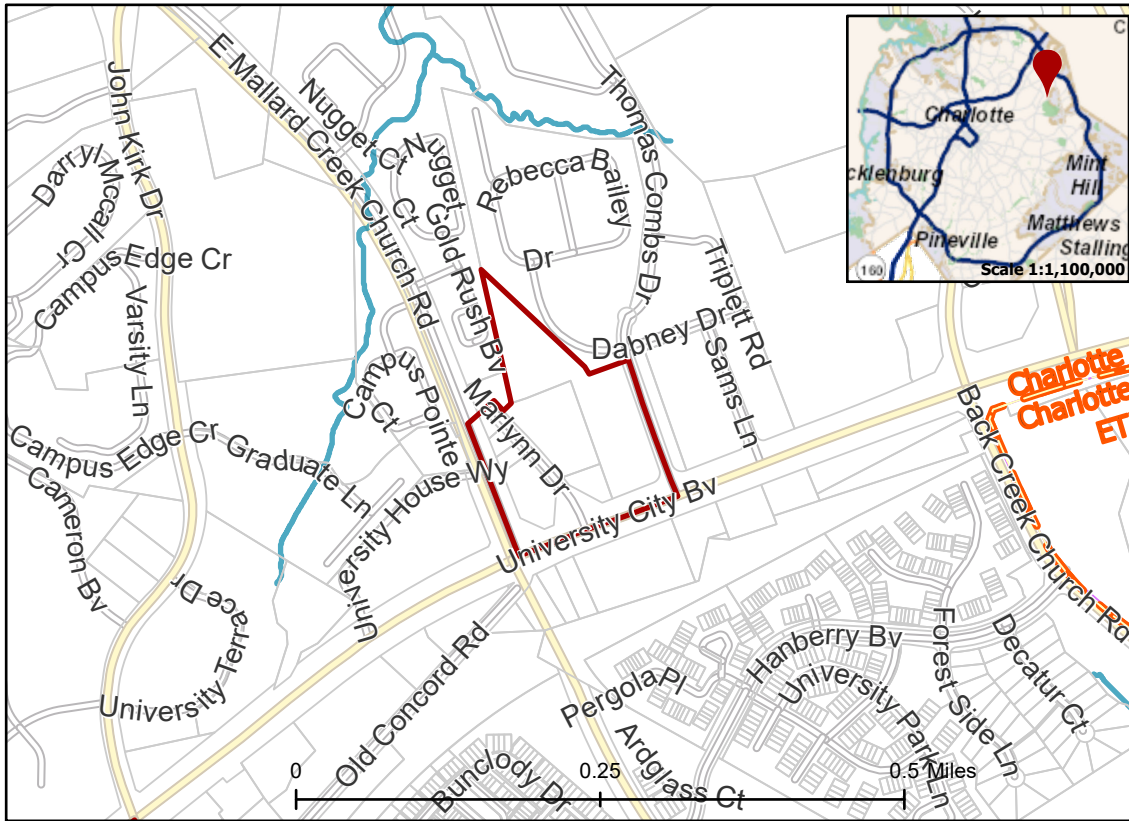 E Mallard Creek Church Rd
John Kirk Dr
Nugget Ct
Nugget Ct
Thomas Combs Dr
Rebecca Bailey
Dr
Darryl Mccall Cr
Campus Edge Cr
Gold Rush Bv
Triplett Rd
Varsity Ln
Dabney Dr
Sams Ln
Campus Pointe
Ct
Marlynn Dr
Campus Edge Cr
Graduate Ln
University House Wy
Cameron Bv
University City Bv
Back Creek Church Rd
Charlotte
Charlotte
ET
University Terrace Dr
Old Concord Rd
Pergola Pl
Hanberry Bv
University Park Ln
Forest Side Ln
Decatur Ct
Ardglass Ct
Bunclody Dr
0
0.25
0.5 Miles
C
Charlotte
cklenburg
Mint
Hill
Matthews
Stalling
Pineville
160
Scale 1:1,100,000